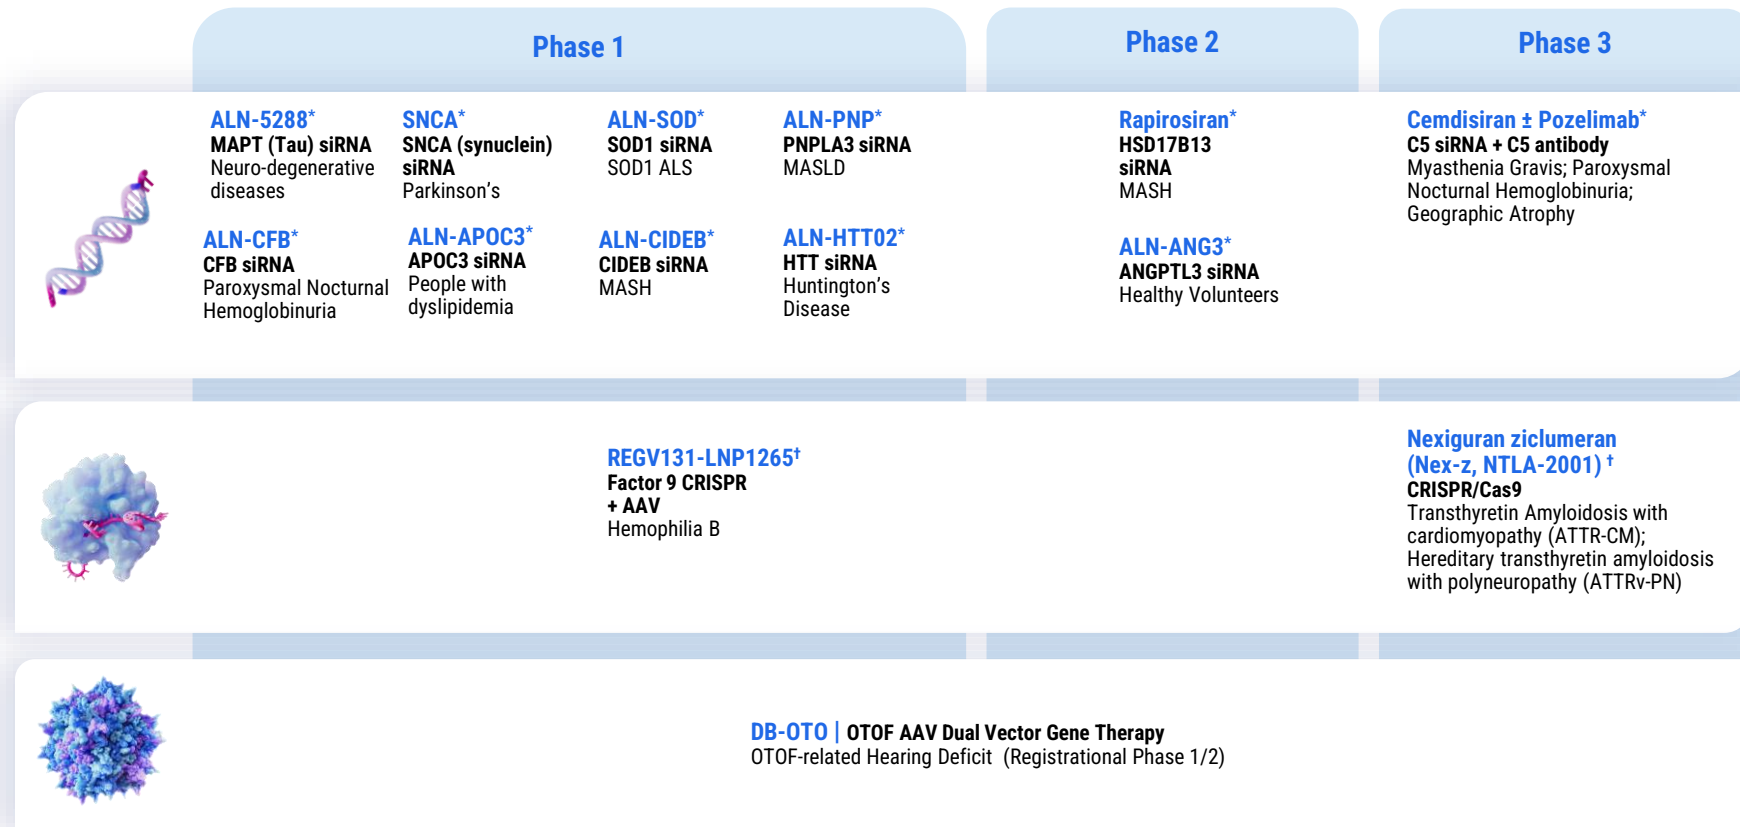 Phase 1
Phase 2
Phase 3
ALN-5288*
MAPT (Tau) siRNA
Neuro-degenerative
diseases
SNCA*
SNCA (synuclein)
siRNA
Parkinson's
ALN-SOD*
SOD1 siRNA
SOD1 ALS
ALN-PNP*
PNPLA3 siRNA
MASLD
Rapirosiran*
HSD17B13
siRNA
MASH
Cemdisiran ± Pozelimab*
C5 siRNA + C5 antibody
Myasthenia Gravis; Paroxysmal
Nocturnal Hemoglobinuria;
Geographic Atrophy
ALN-CFB*
CFB siRNA
Paroxysmal Nocturnal
Hemoglobinuria
ALN-APOC3*
APOC3 siRNA
People with
dyslipidemia
ALN-CIDEB*
CIDEB siRNA
MASH
ALN-HTT02*
HTT siRNA
Huntington's
Disease
ALN-ANG3*
ANGPTL3 siRNA
Healthy Volunteers
REGV131-LNP1265†
Factor 9 CRISPR
+ AAV
Hemophilia B
Nexiguran ziclumeran
(Nex-z, NTLA-2001) †
CRISPR/Cas9
Transthyretin Amyloidosis with
cardiomyopathy (ATTR-CM);
Hereditary transthyretin amyloidosis
with polyneuropathy (ATTRv-PN)
DB-OTO | OTOF AAV Dual Vector Gene Therapy
OTOF-related Hearing Deficit (Registrational Phase 1/2)